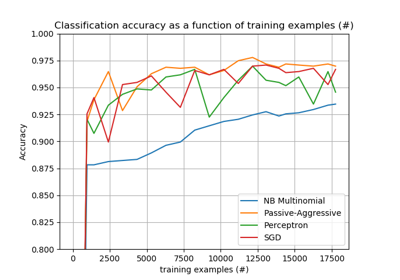 Classification accuracy as a function of training examples (#)
1.000
0.975
0.950
0.925
0.900
0.875
0.850
0.825
0.800
Accuracy
NB Multinomial
Passive-Aggressive
Perceptron
SGD
0 2500 5000 7500 10000 12500 15000 17500
training examples (#)